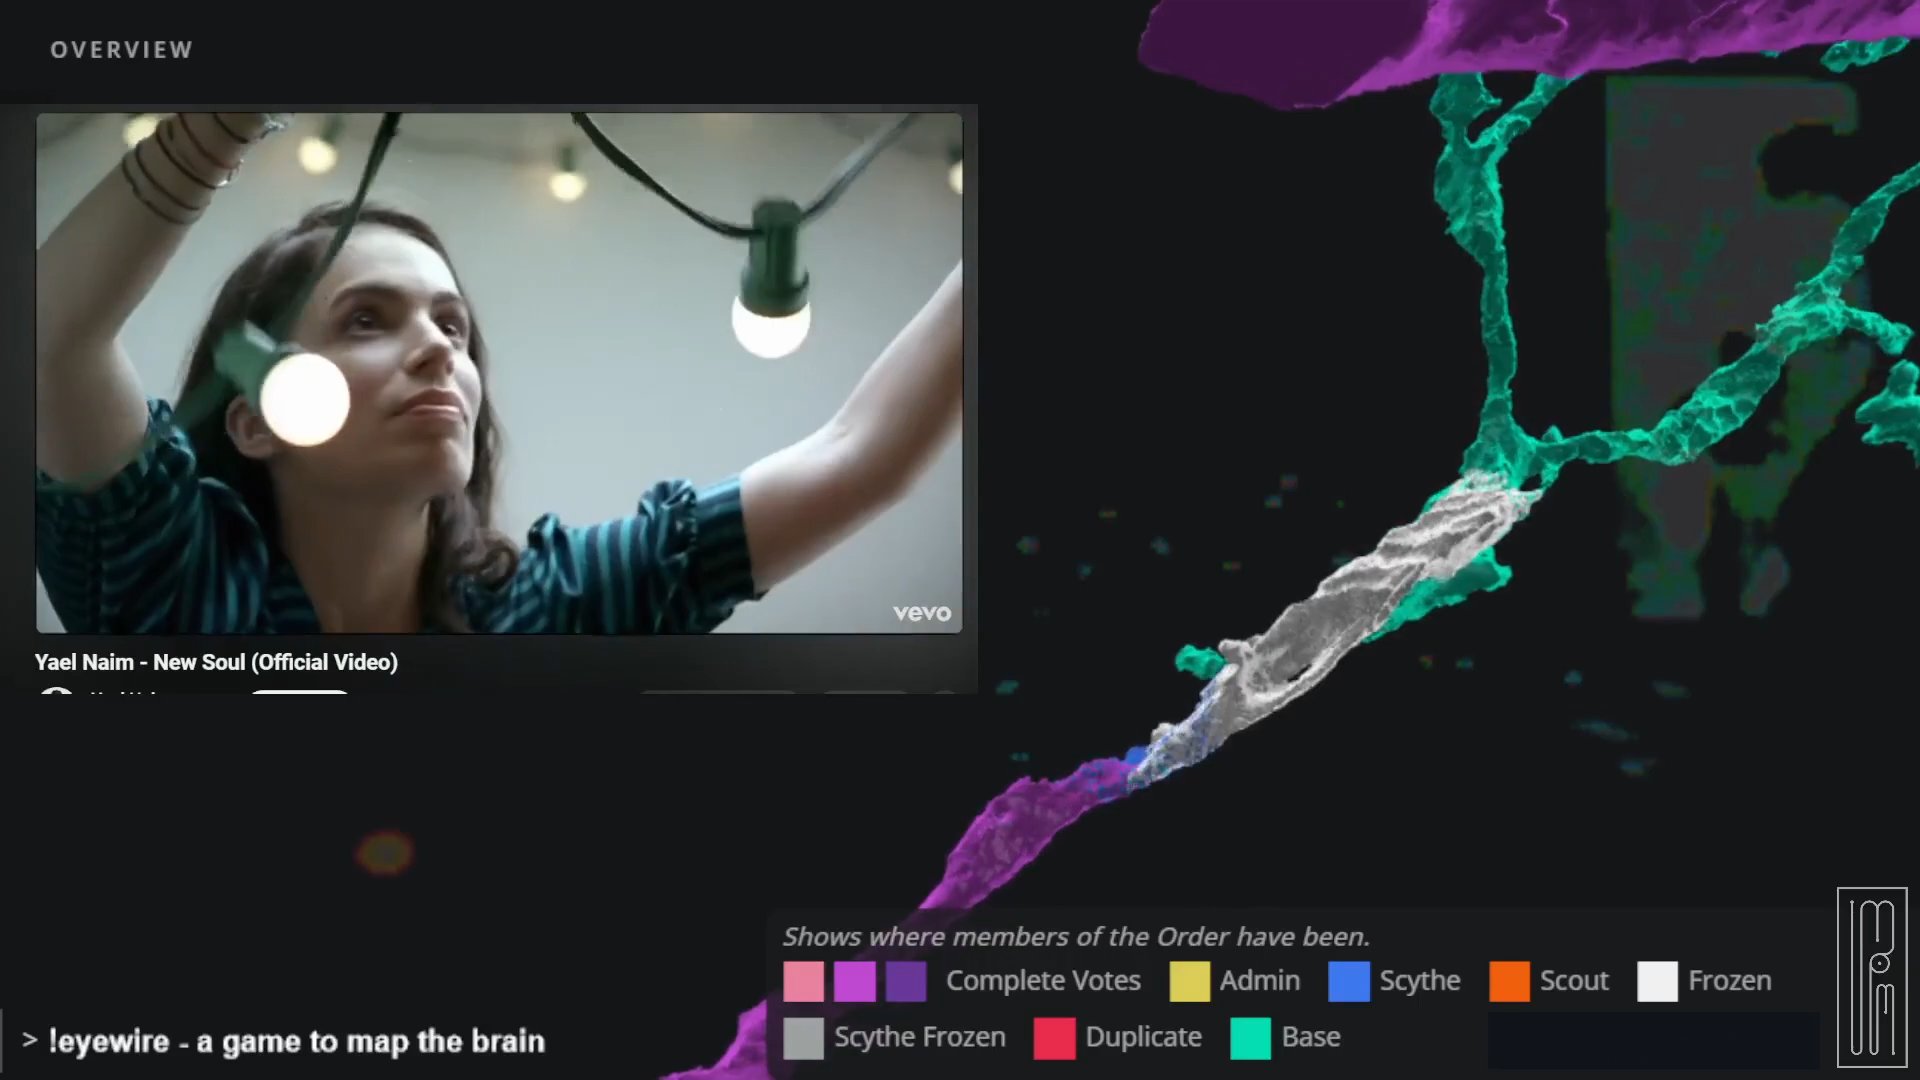 OVERVIEW
vevo
Yael Naim - New Soul (Official Video)
Shows where members of the Order have been.
Complete Votes Admin Scythe Scout Frozen
Scythe Frozen Duplicate Base
> !eyewire - a game to map the brain